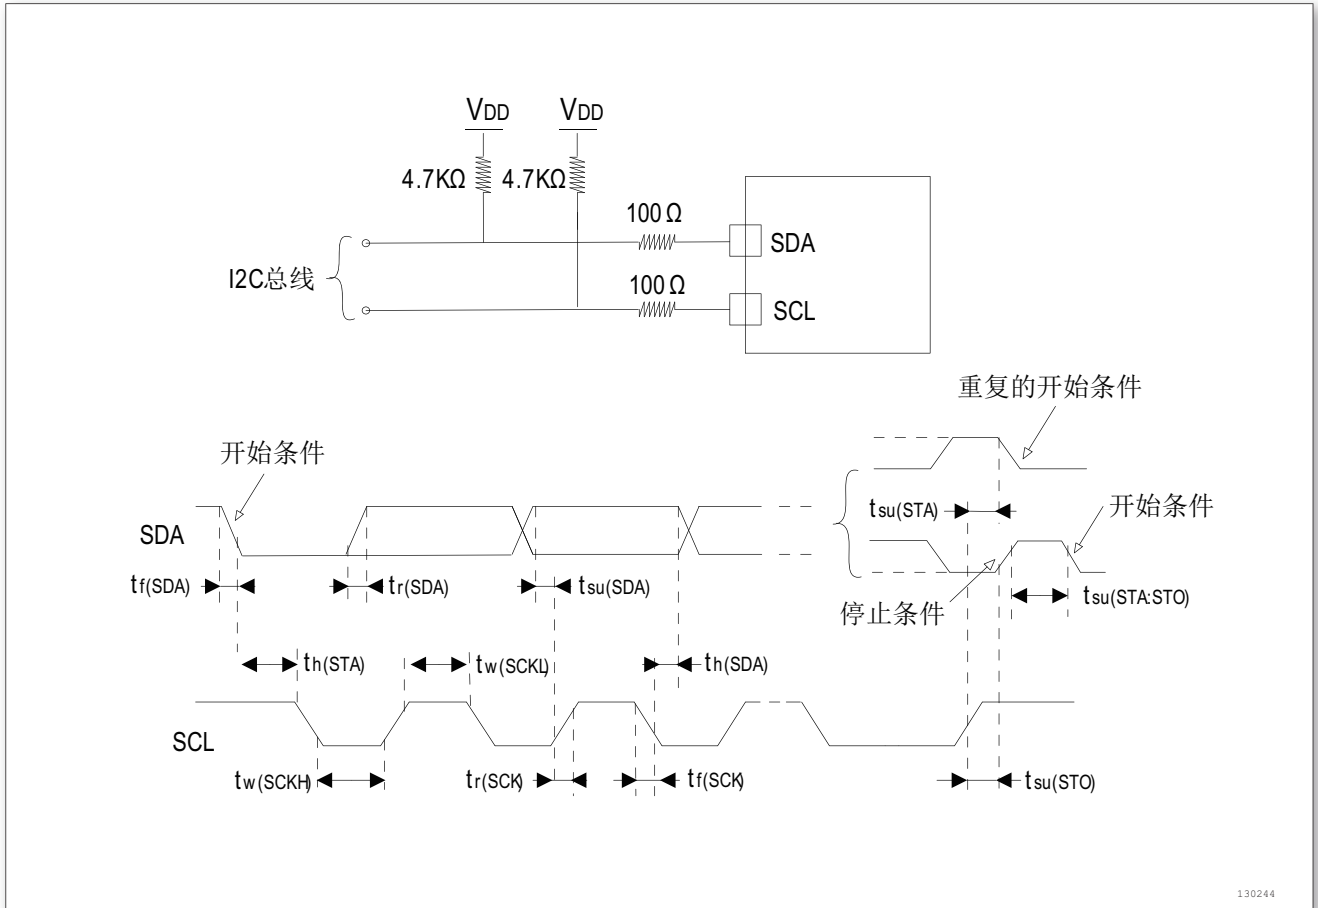 VDD VDD
4.7KΩ 4.7KΩ
100 Ω
SDA
I2C总线
100 Ω
SCL
重复的开始条件
开始条件
tsu(STA) 开始条件
SDA
tf(SDA) tr(SDA) tsu(SDA) 停止条件 tsu(STA:STO)
th(STA) tw(SCKL) th(SDA)
SCL
tw(SCKH) tr(SCK) tf(SCK) tsu(STO)
130244